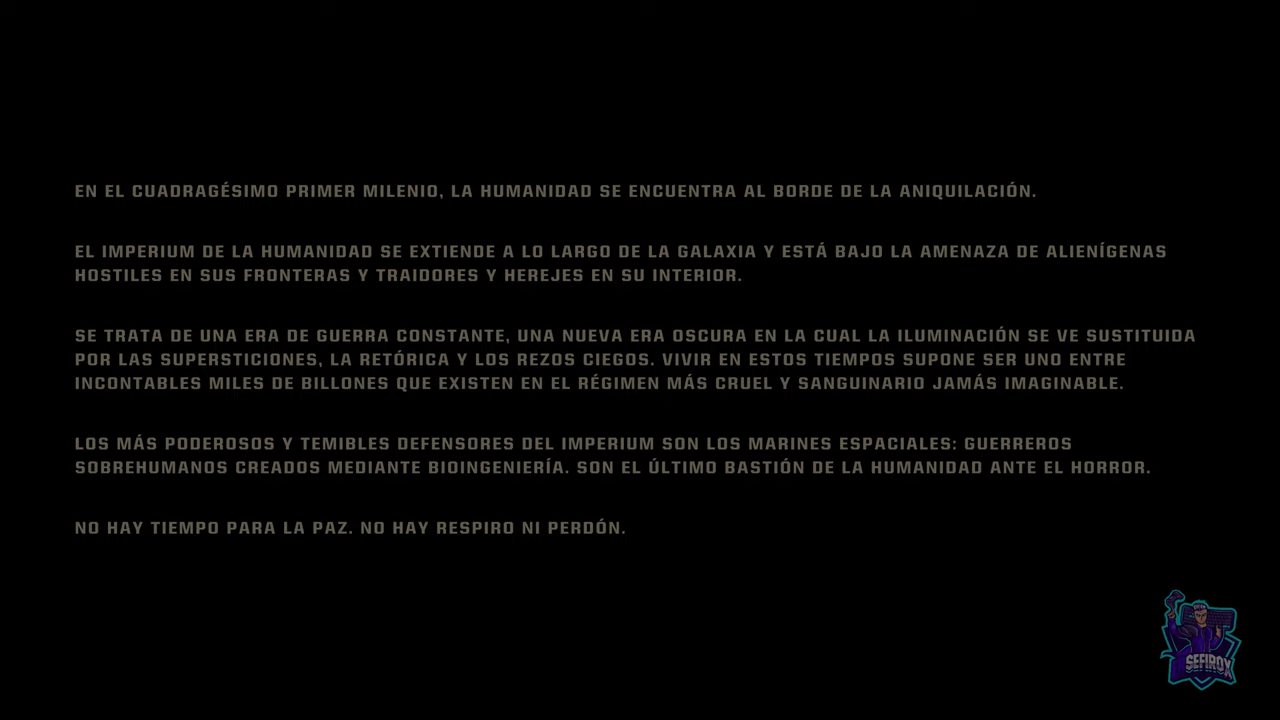 EN EL CUADRAGÉSIMO PRIMER MILENIO, LA HUMANIDAD SE ENCUENTRA AL BORDE DE LA ANIQUILACIÓN.
EL IMPERIUM DE LA HUMANIDAD SE EXTIENDE A LO LARGO DE LA GALAXIA Y ESTÁ BAJO LA AMENAZA DE ALIENÍGENAS
HOSTILES EN SUS FRONTERAS Y TRAIDORES Y HEREJES EN SU INTERIOR.
SE TRATA DE UNA ERA DE GUERRA CONSTANTE, UNA NUEVA ERA OSCURA EN LA CUAL LA ILUMINACIÓN SE VE SUSTITUIDA
POR LAS SUPERSTICIONES, LA RETÓRICA Y LOS REZOS CIEGOS. VIVIR EN ESTOS TIEMPOS SUPONE SER UNO ENTRE
INCONTABLES MILES DE BILLONES QUE EXISTEN EN EL RÉGIMEN MÁS CRUEL Y SANGUINARIO JAMÁS IMAGINABLE.
LOS MÁS PODEROSOS Y TEMIBLES DEFENSORES DEL IMPERIUM SON LOS MARINES ESPACIALES: GUERREROS
SOBREHUMANOS CREADOS MEDIANTE BIOINGENIERÍA. SON EL ÚLTIMO BASTIÓN DE LA HUMANIDAD ANTE EL HORROR.
NO HAY TIEMPO PARA LA PAZ. NO HAY RESPIRO NI PERDÓN.
SEFIROX